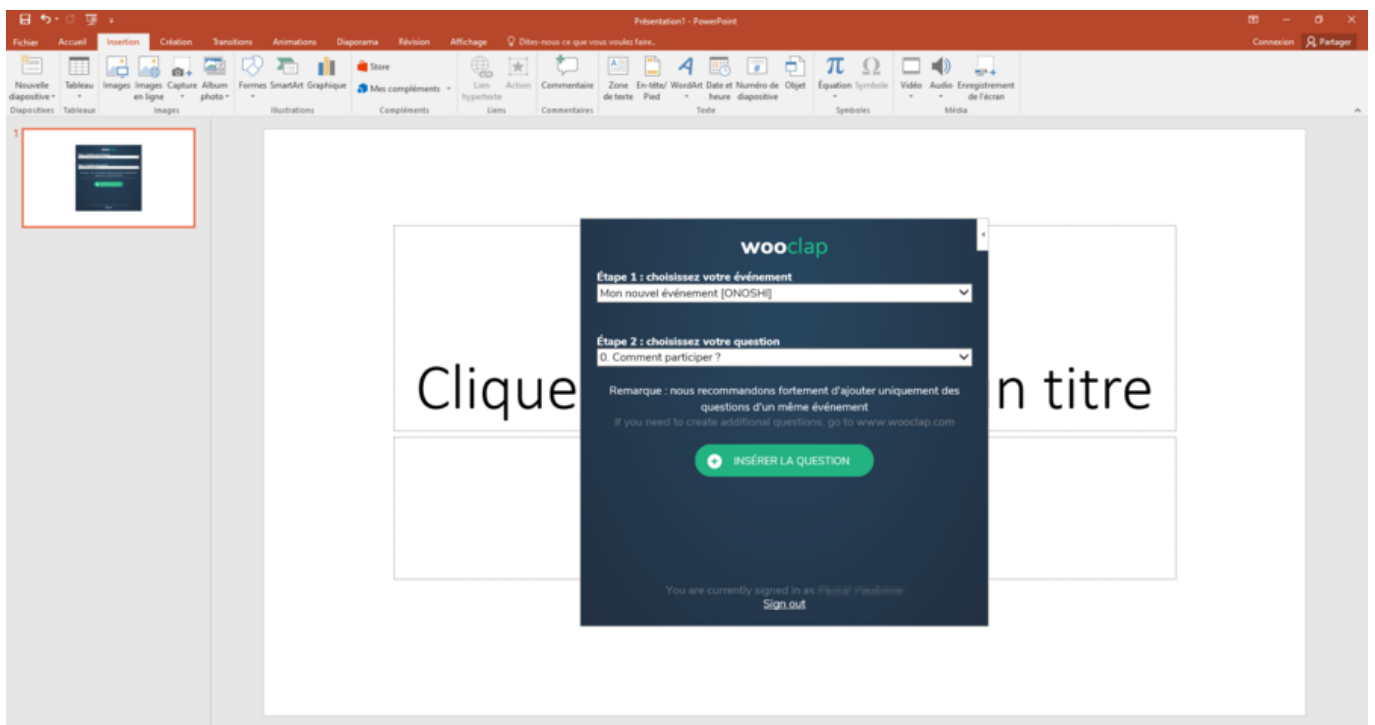 Présentation1 - PowerPoint
Fichier Accueil Insertion Création Transitions Animations Diaporama Révision Affichage Dites-nous ce que vous voulez faire... Connexion Partager
Nouvelle diapositive
Tableau
Images
Images en ligne
Capture
Album photo
Formes
SmartArt
Graphique
Store
Mes compléments
Lien hypertexte
Action
Commentaire
Zone de texte
En-tête/ Pied
WordArt
Date et heure
Numéro de diapositive
Objet
Équation
Symbole
Vidéo
Audio
Enregistrement de l'écran
Diapositives Tableaux Images Illustrations Compléments Liens Commentaires Texte Symboles Média
1
wooclap
Étape 1 : choisissez votre événement
Mon nouvel événement [ONOSHI]
Étape 2 : choisissez votre question
0. Comment participer ?
Clique n titre
Remarque : nous recommandons fortement d'ajouter uniquement des
questions d'un même événement
If you need to create additional questions, go to www.wooclap.com
INSÉRER LA QUESTION
You are currently signed in as
Sign out